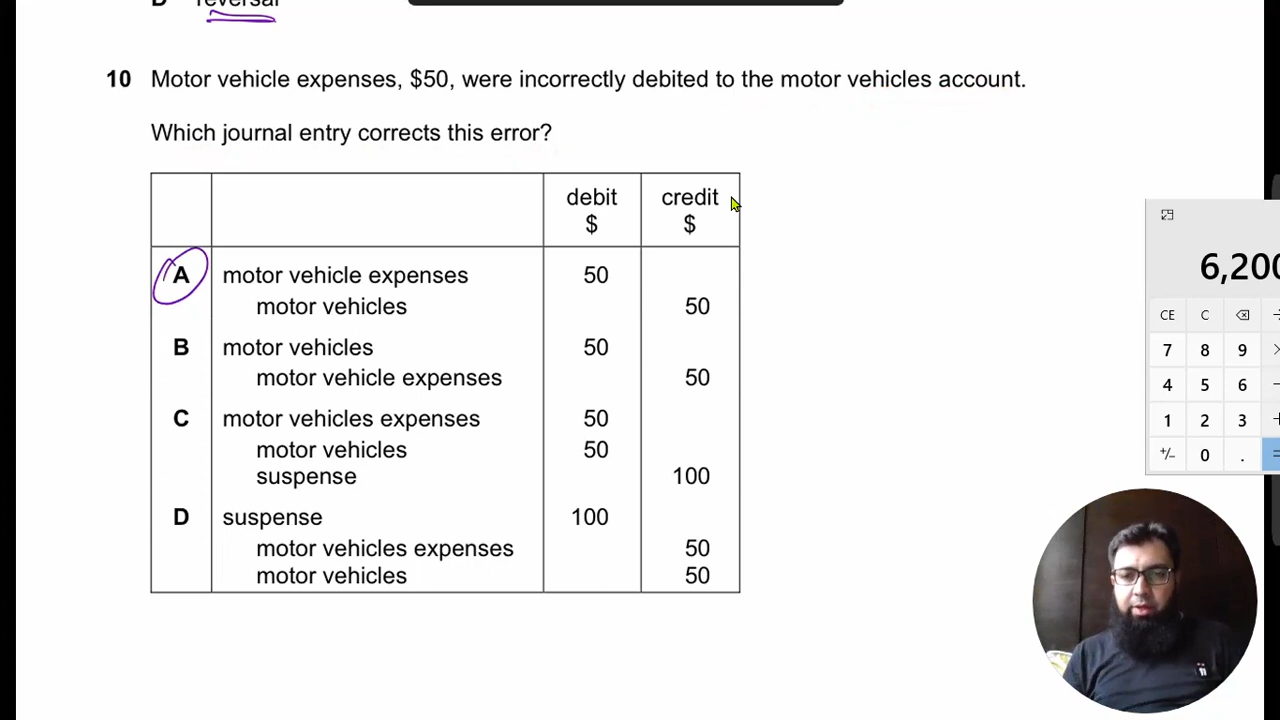 D reversal
10 Motor vehicle expenses, $50, were incorrectly debited to the motor vehicles account.
Which journal entry corrects this error?
debit credit
$ $
A motor vehicle expenses 50
motor vehicles 50
B motor vehicles 50
motor vehicle expenses 50
C motor vehicles expenses 50
motor vehicles 50
suspense 100
D suspense 100
motor vehicles expenses 50
motor vehicles 50
6,200
CE C
7 8 9
4 5 6
1 2 3
+/- 0 . =